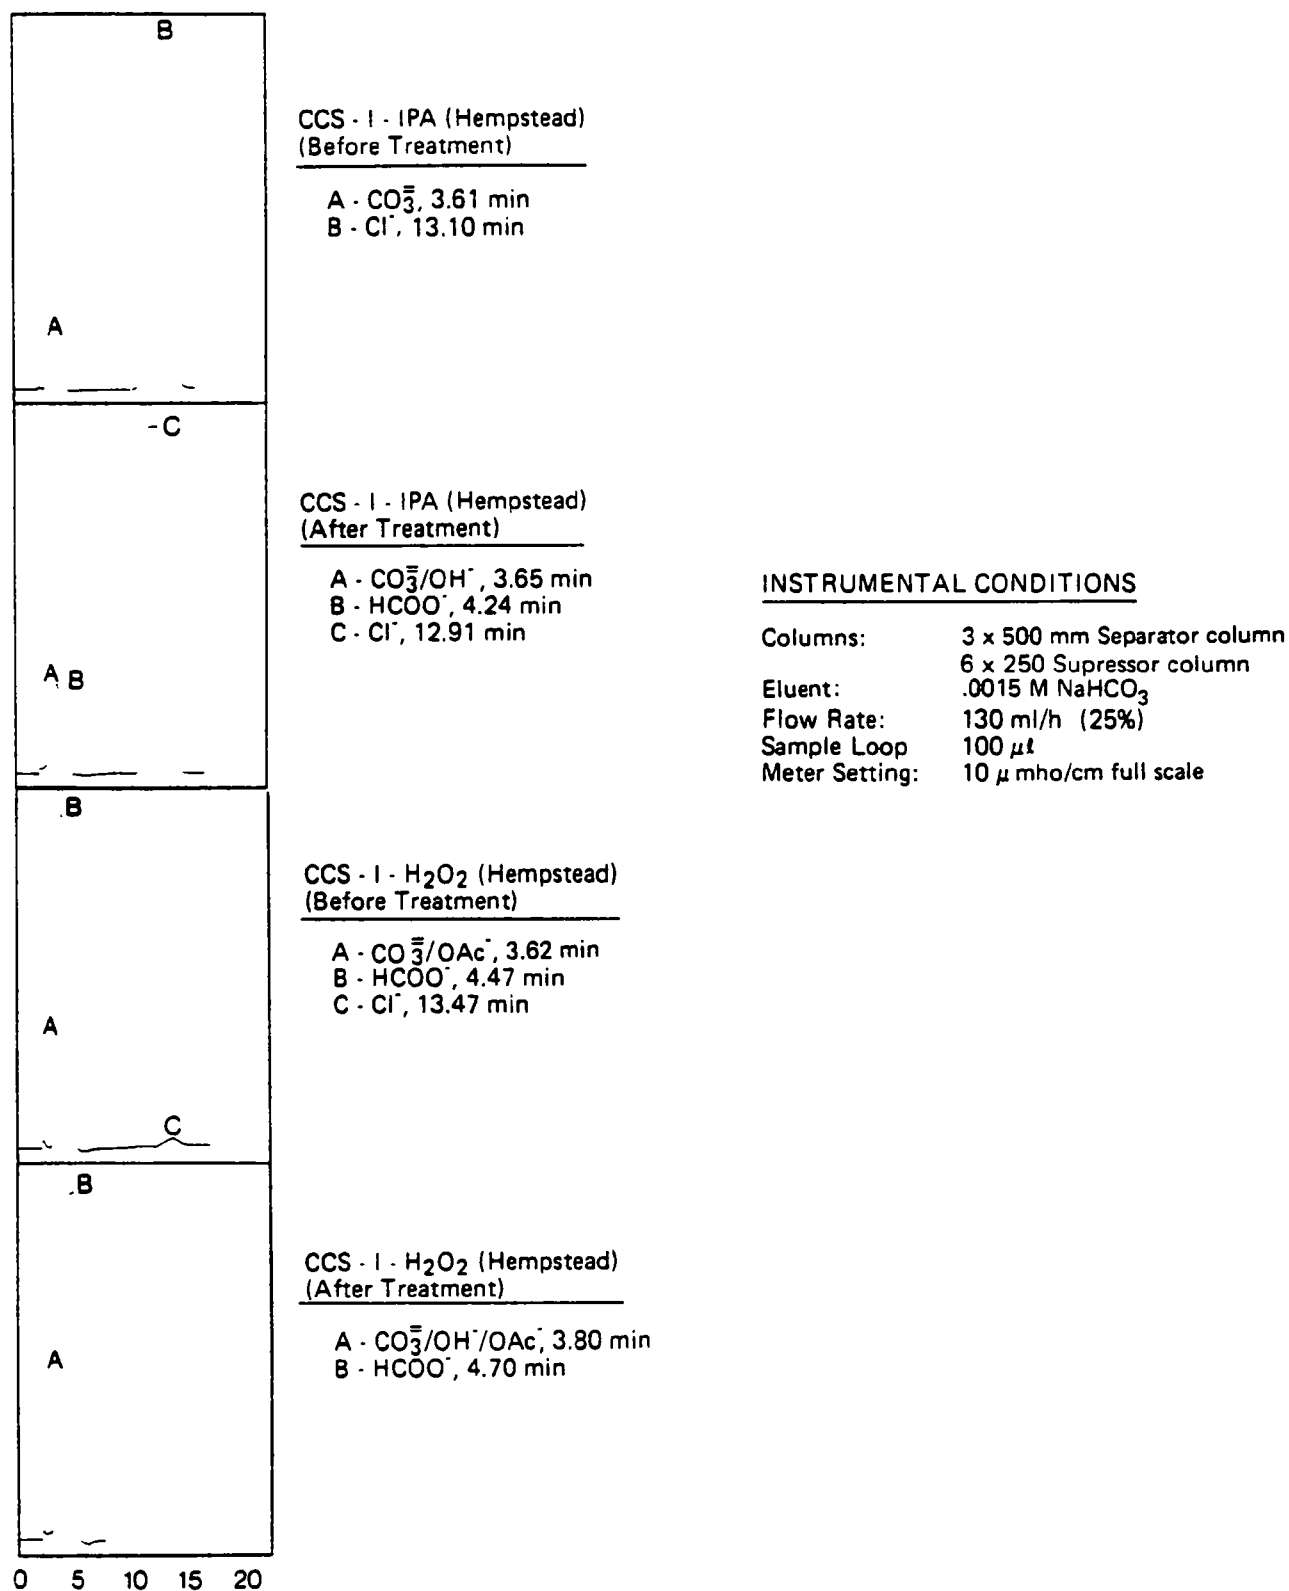 B
A
CCS - I - IPA (Hempstead)
(Before Treatment)
A - CO₃⁼, 3.61 min
B - Cl⁻, 13.10 min
C
A B
CCS - I - IPA (Hempstead)
(After Treatment)
A - CO₃⁼/OH⁻, 3.65 min
B - HCOO⁻, 4.24 min
C - Cl⁻, 12.91 min
INSTRUMENTAL CONDITIONS
Columns: 3 x 500 mm Separator column
6 x 250 Supressor column
Eluent: .0015 M NaHCO₃
Flow Rate: 130 ml/h (25%)
Sample Loop 100 μℓ
Meter Setting: 10 μ mho/cm full scale
B
A
C
CCS - I - H₂O₂ (Hempstead)
(Before Treatment)
A - CO₃⁼/OAc⁻, 3.62 min
B - HCOO⁻, 4.47 min
C - Cl⁻, 13.47 min
B
A
CCS - I - H₂O₂ (Hempstead)
(After Treatment)
A - CO₃⁼/OH⁻/OAc⁻, 3.80 min
B - HCOO⁻, 4.70 min
0 5 10 15 20